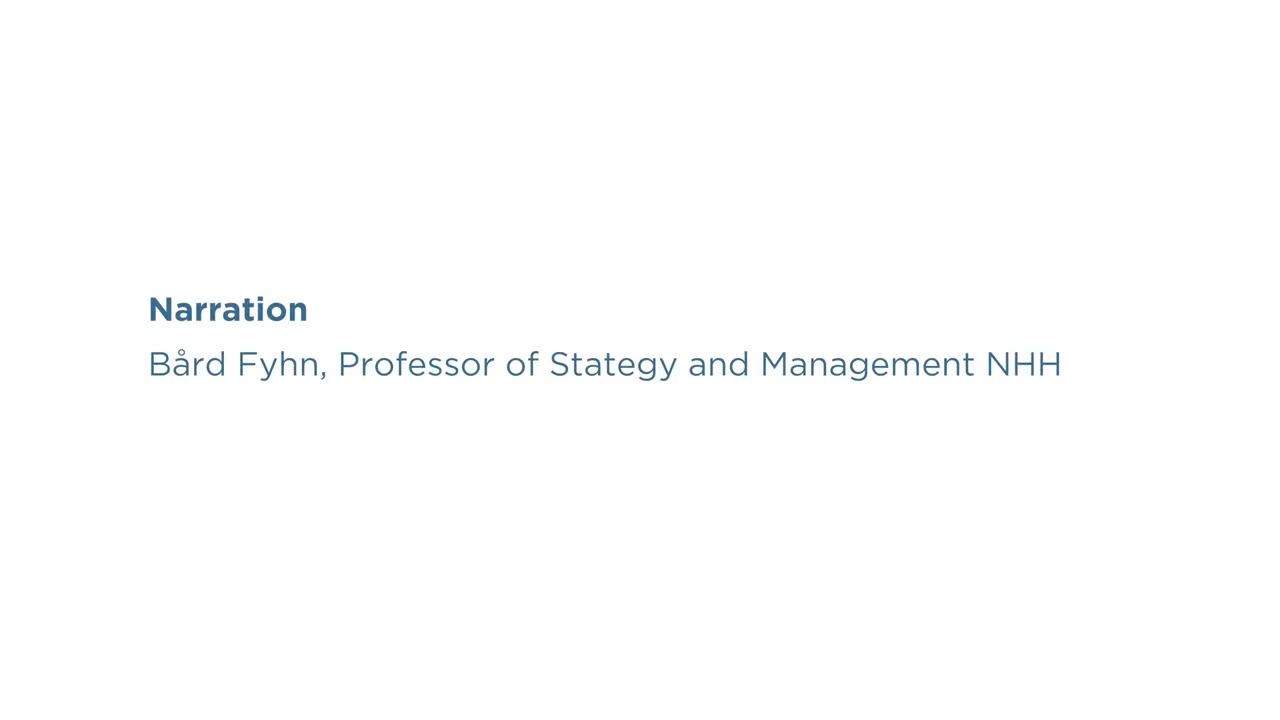 Narration
Bård Fyhn, Professor of Stategy and Management NHH